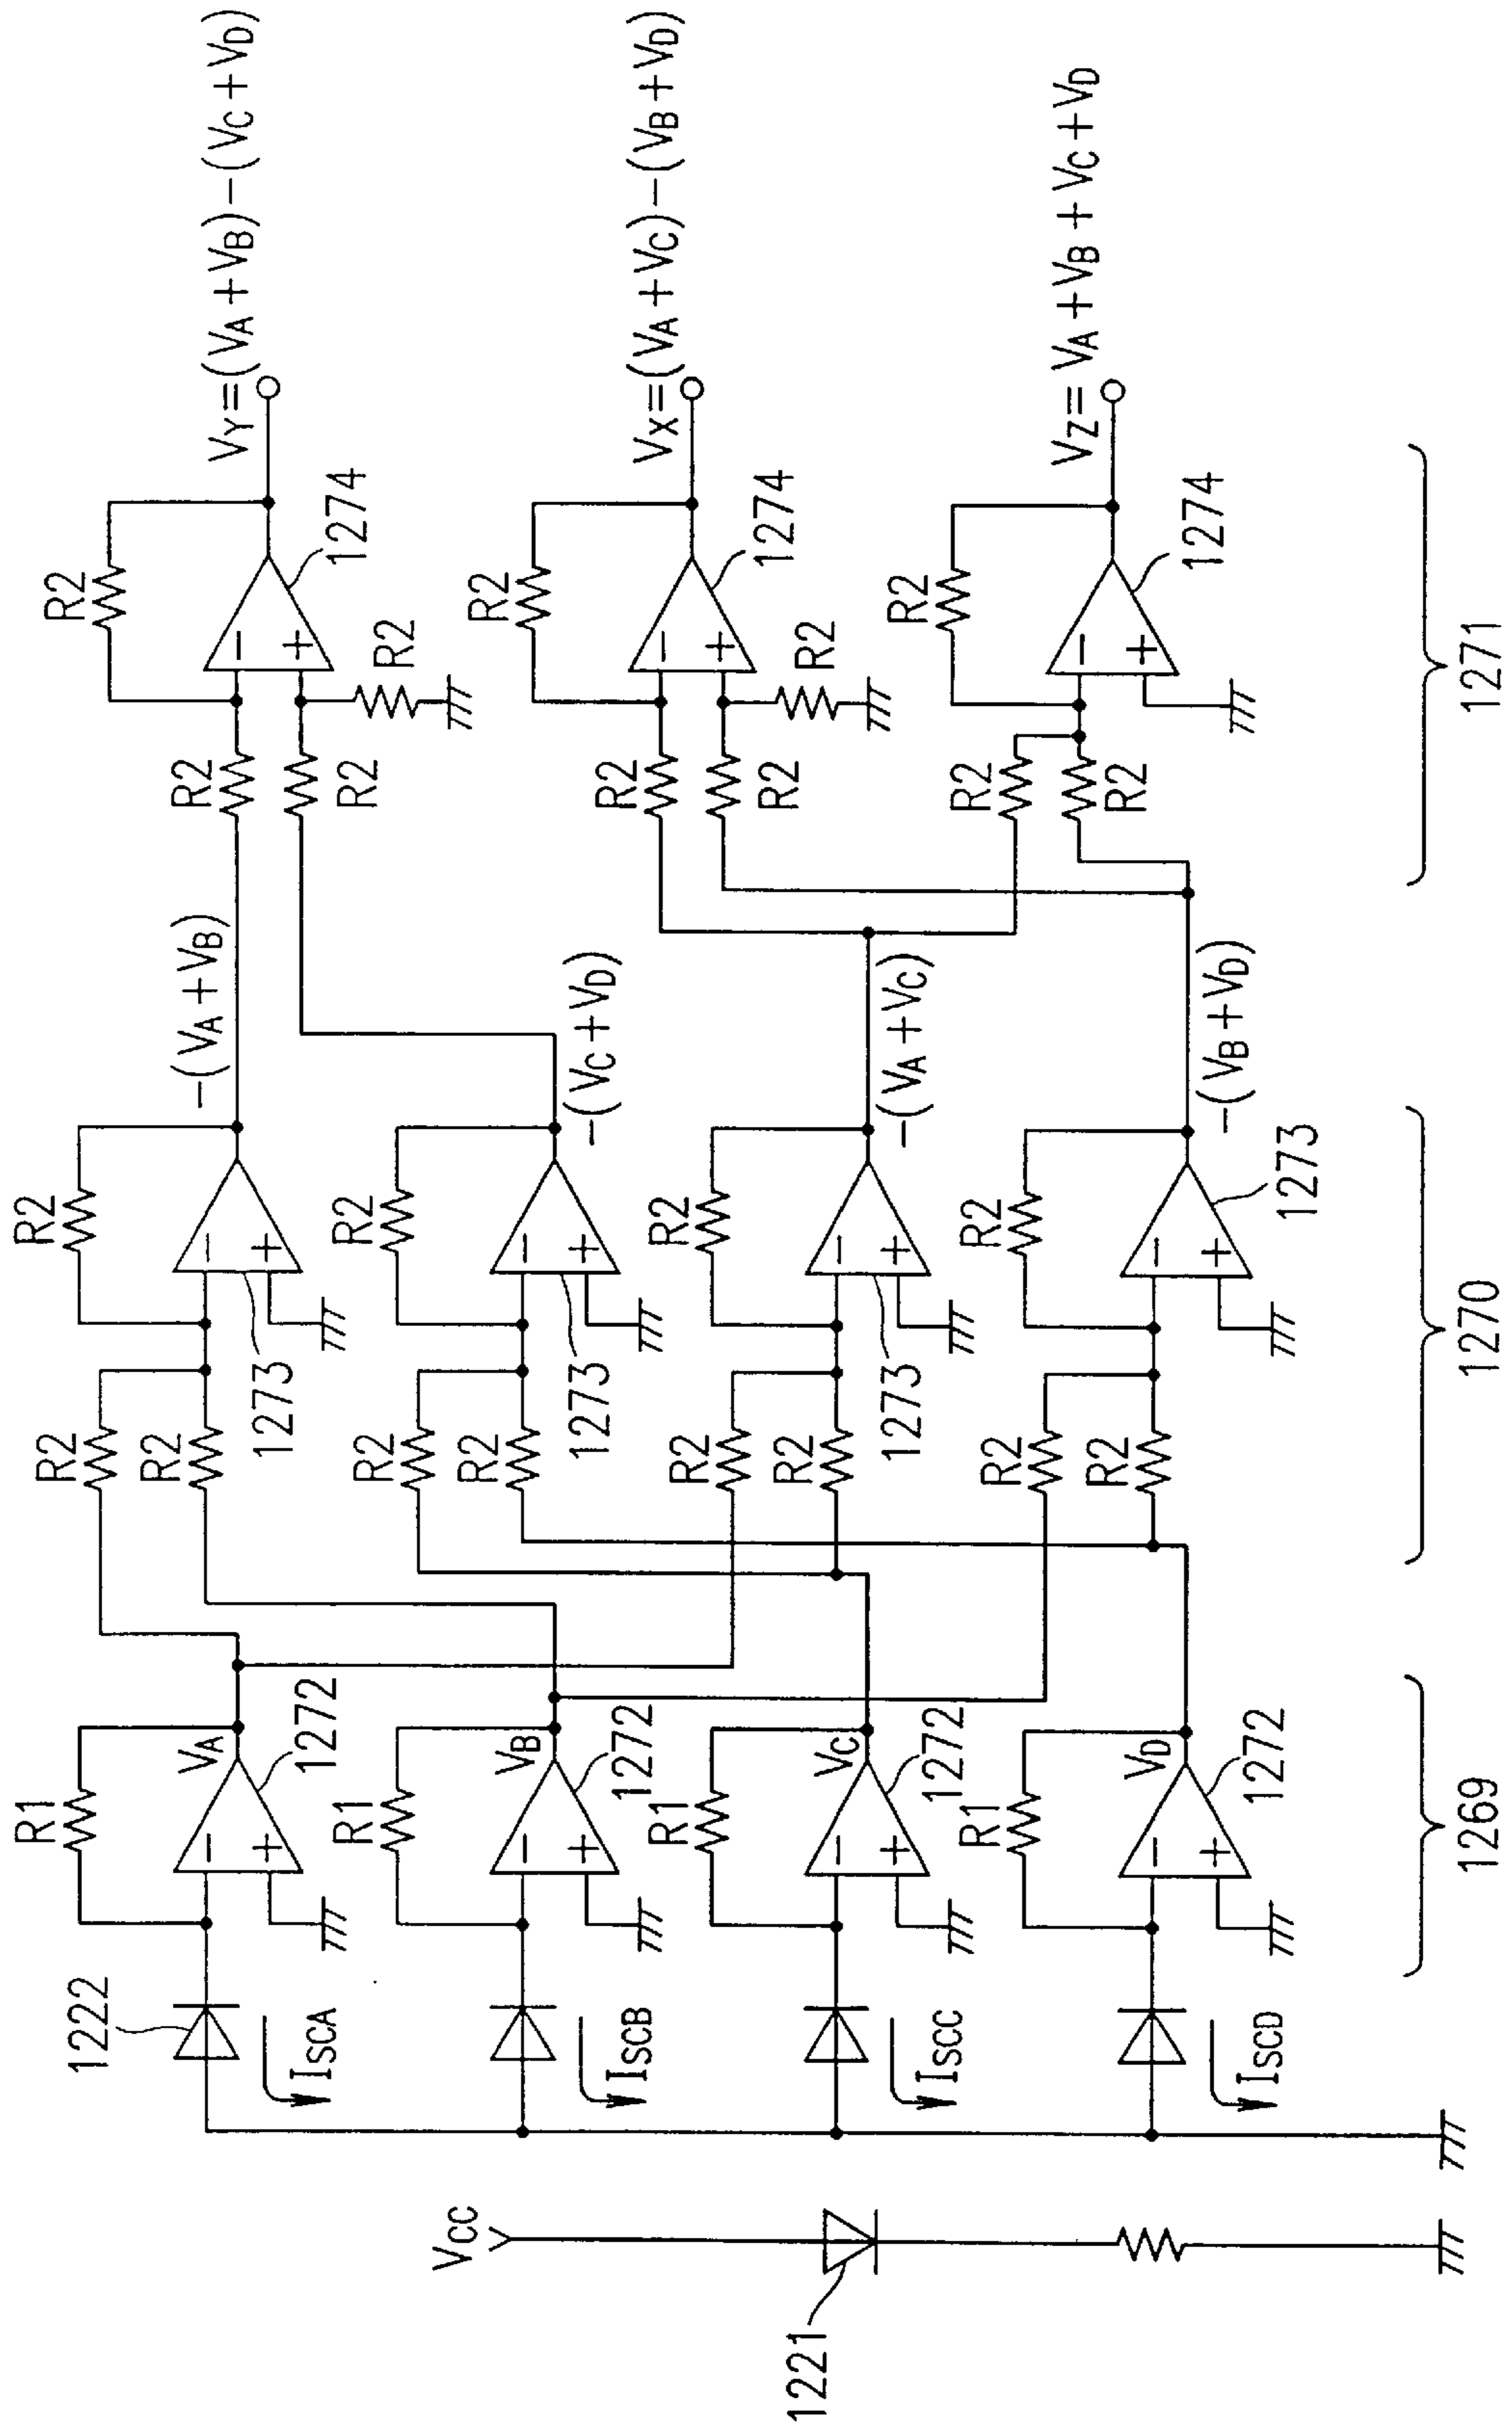 VCC
1221
1222
ISCA
ISCB
ISCC
ISCD
R1
VA
1272
R1
VB
1272
R1
VC
1272
R1
VD
1272
1269
R2
R2
R2
1273
−(VA+VB)
R2
R2
R2
1273
−(VC+VD)
R2
R2
R2
1273
−(VA+VC)
R2
R2
R2
1273
−(VB+VD)
1270
R2
R2
R2
R2
1274
VY=(VA+VB)−(VC+VD)
R2
R2
R2
R2
1274
VX=(VA+VC)−(VB+VD)
R2
R2
R2
1274
VZ=VA+VB+VC+VD
1271